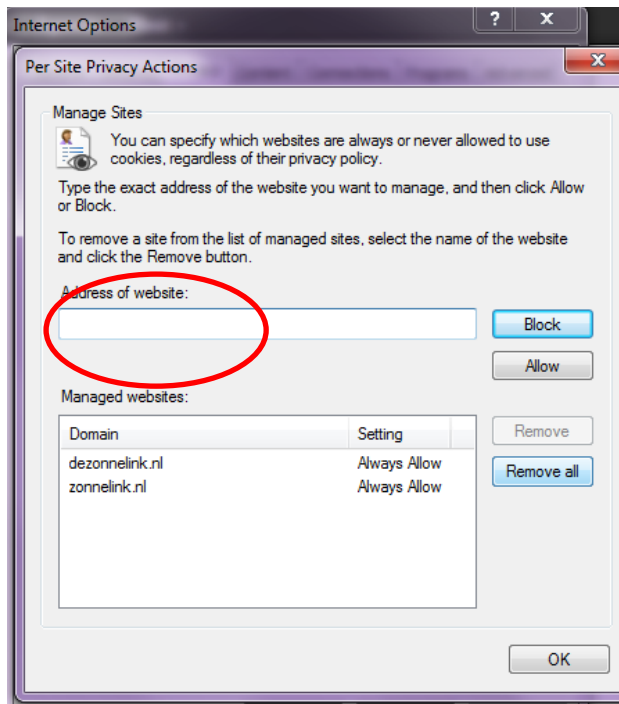 Internet Options
? X
Per Site Privacy Actions
X
Manage Sites
You can specify which websites are always or never allowed to use
cookies, regardless of their privacy policy.
Type the exact address of the website you want to manage, and then click Allow
or Block.
To remove a site from the list of managed sites, select the name of the website
and click the Remove button.
Address of website:
Block
Allow
Managed websites:
Domain Setting
Remove
dezonnelink.nl Always Allow
Remove all
zonnelink.nl Always Allow
OK